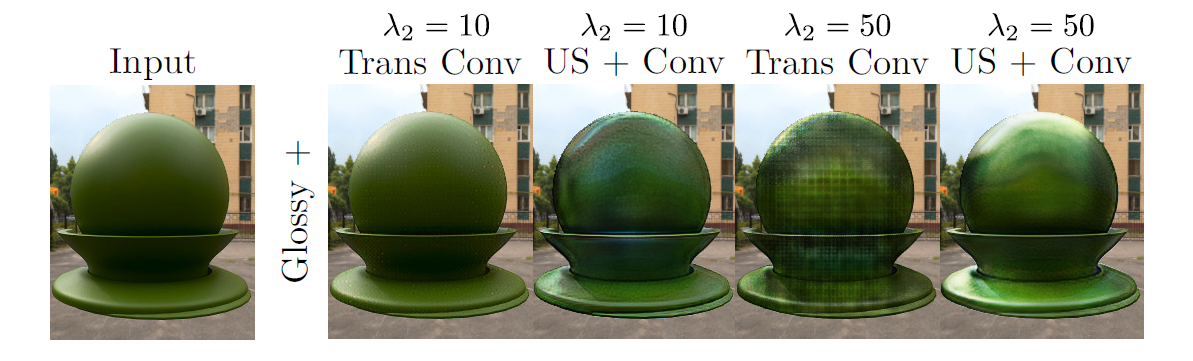 λ₂ = 10 λ₂ = 10 λ₂ = 50 λ₂ = 50
Input Trans Conv US + Conv Trans Conv US + Conv
Glossy +